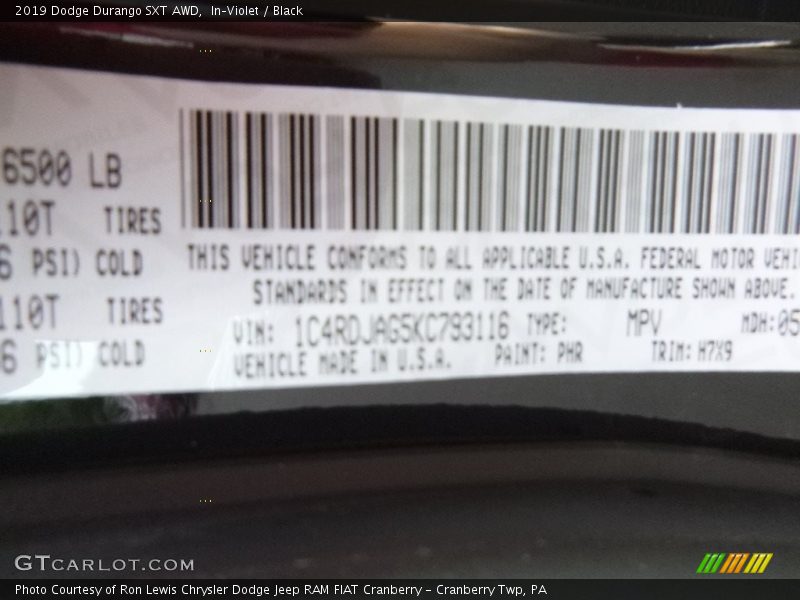 2019 Dodge Durango SXT AWD,  In-Violet / Black
6500 LB
110T TIRES
6 PSI) COLD
110T TIRES
6 PSI) COLD
THIS VEHICLE CONFORMS TO ALL APPLICABLE U.S.A. FEDERAL MOTOR VEHI
STANDARDS IN EFFECT ON THE DATE OF MANUFACTURE SHOWN ABOVE.
VIN: 1C4RDJAG5KC793116 TYPE: MPV MDH:05
VEHICLE MADE IN U.S.A. PAINT: PHR TRIM: H7X9
GTCARLOT.COM
Photo Courtesy of Ron Lewis Chrysler Dodge Jeep RAM FIAT Cranberry – Cranberry Twp, PA